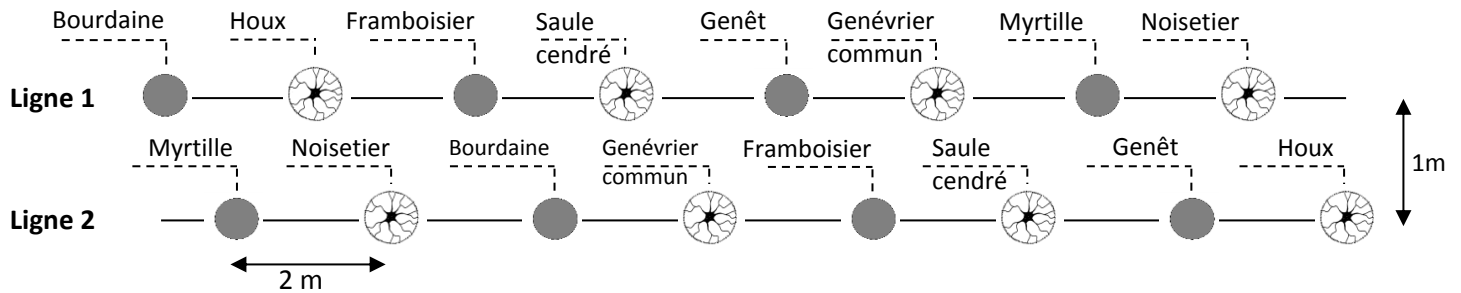 Bourdaine Houx Framboisier Saule cendré Genêt Genévrier commun Myrtille Noisetier
Ligne 1
Myrtille Noisetier Bourdaine Genévrier commun Framboisier Saule cendré Genêt Houx
1m
Ligne 2
2 m